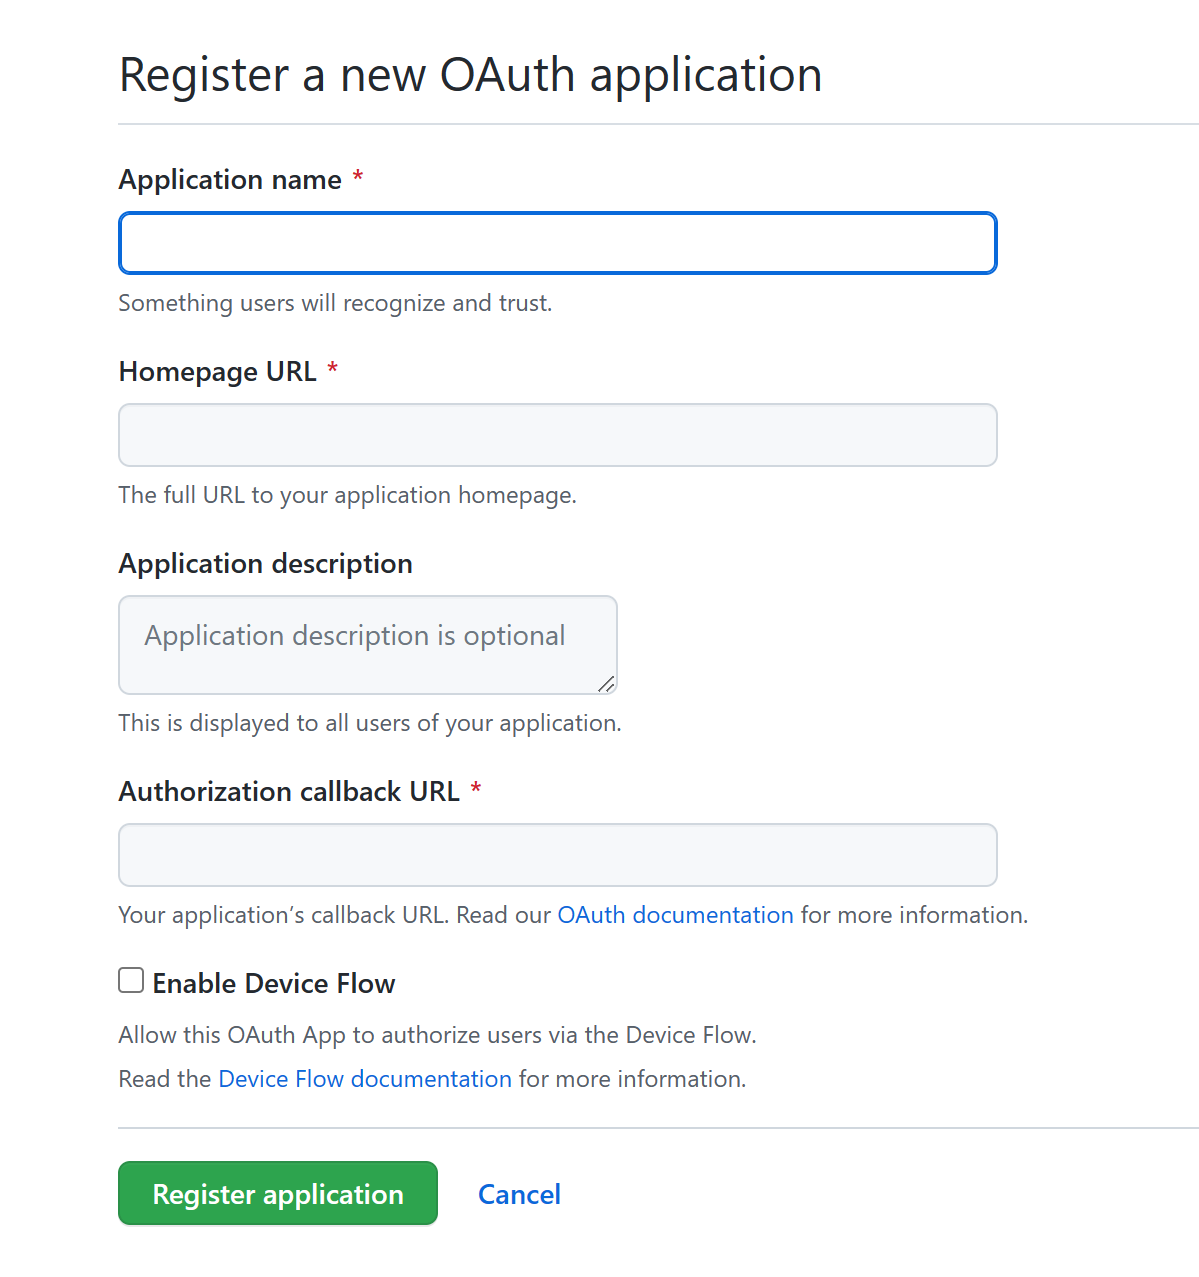 Register a new OAuth application
Application name *
Something users will recognize and trust.
Homepage URL *
The full URL to your application homepage.
Application description
Application description is optional
This is displayed to all users of your application.
Authorization callback URL *
Your application’s callback URL. Read our OAuth documentation for more information.
Enable Device Flow
Allow this OAuth App to authorize users via the Device Flow.
Read the Device Flow documentation for more information.
Register application Cancel